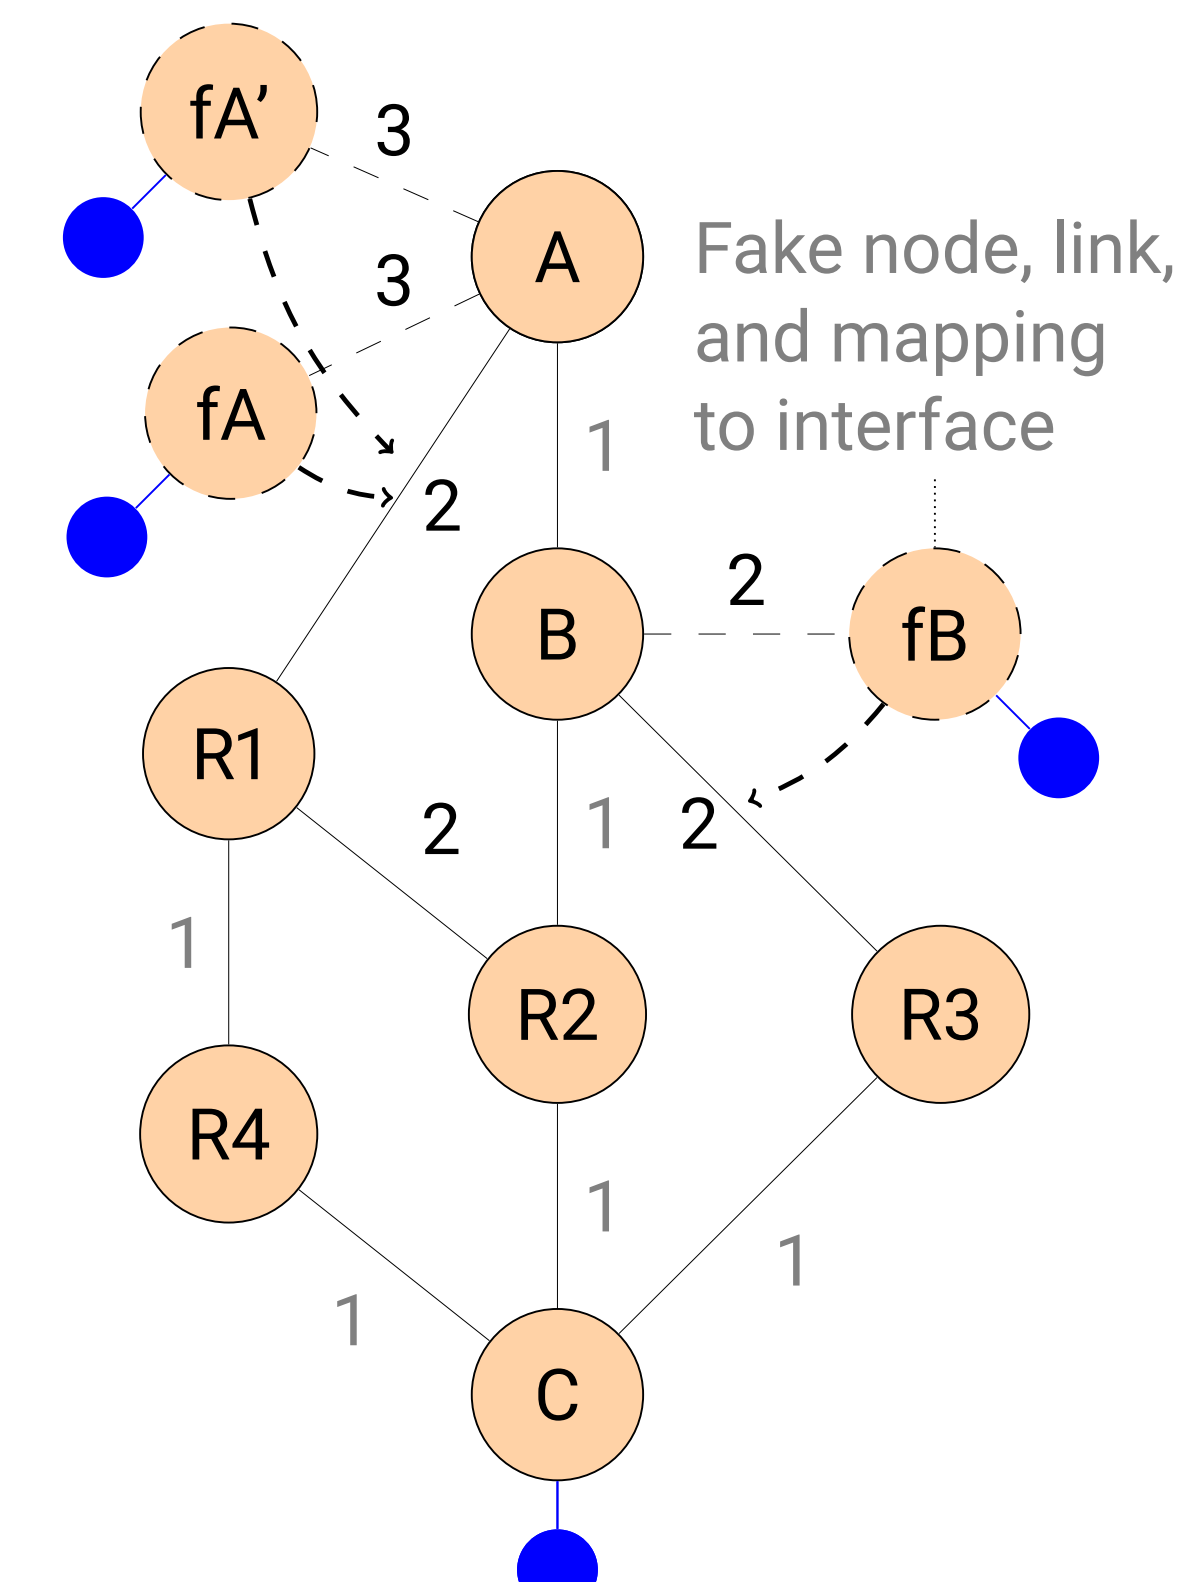 fA’
3
A
Fake node, link,
and mapping
to interface
3
fA
1
2
B
2
fB
R1
2
1
2
1
R2
R3
R4
1
1
1
C